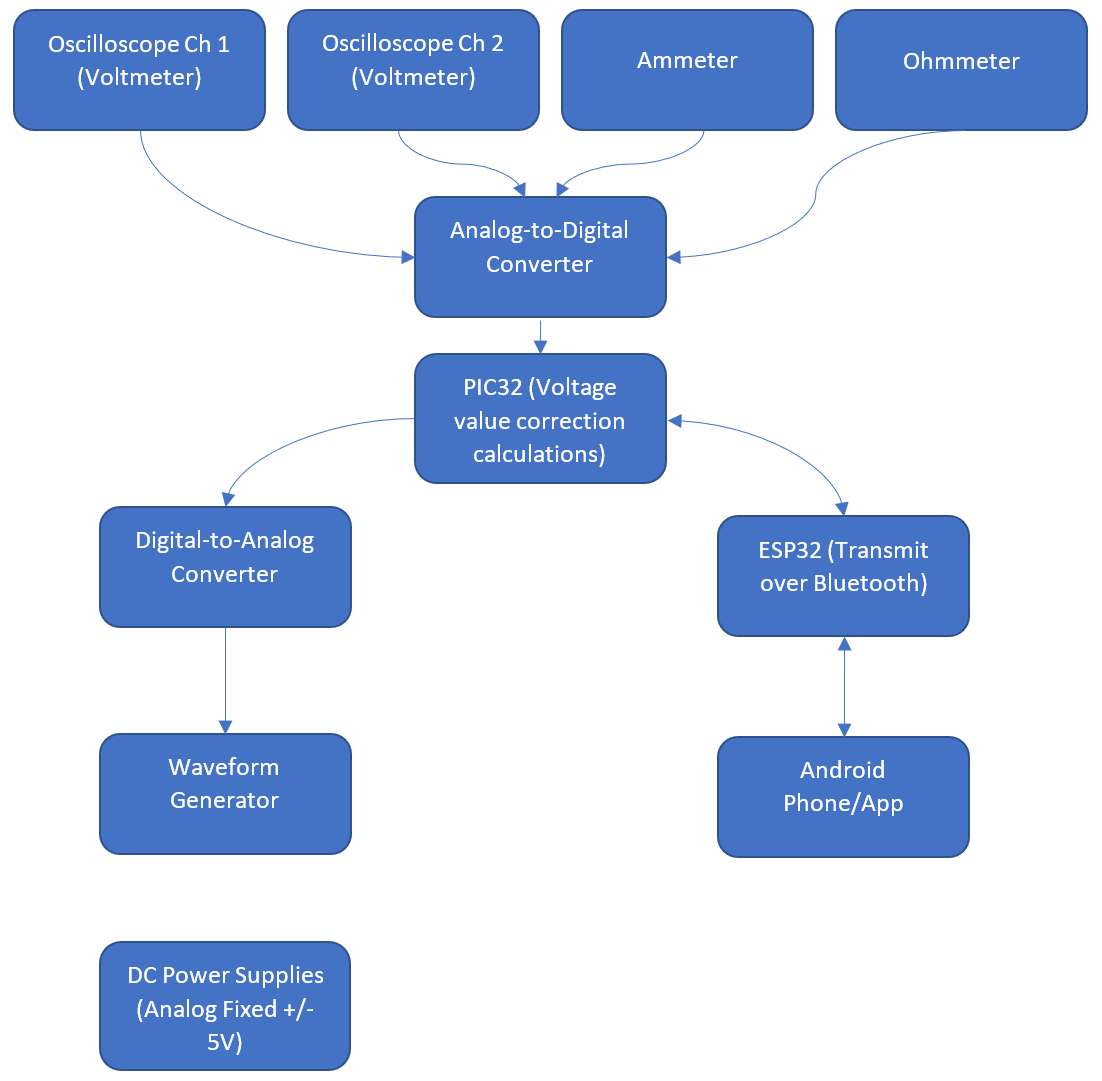 Oscilloscope Ch 1
(Voltmeter)
Oscilloscope Ch 2
(Voltmeter)
Ammeter
Ohmmeter
Analog-to-Digital
Converter
PIC32 (Voltage
value correction
calculations)
Digital-to-Analog
Converter
ESP32 (Transmit
over Bluetooth)
Waveform
Generator
Android
Phone/App
DC Power Supplies
(Analog Fixed +/-
5V)